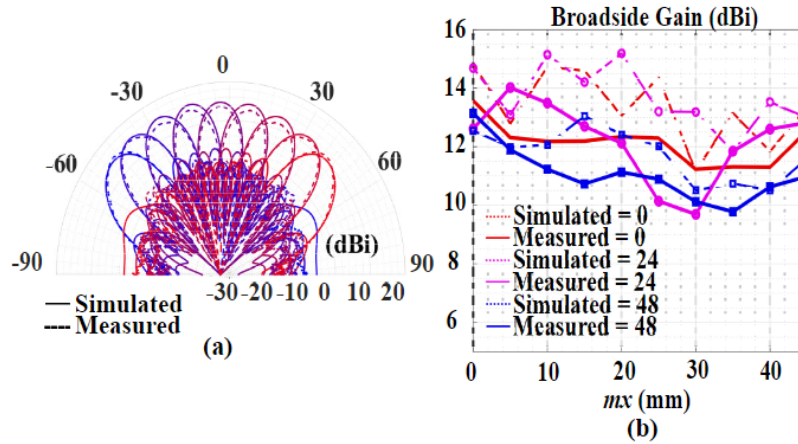 0
-30
30
-60
60
-90
90
(dBi)
-30 -20 -10 0 10 20
Simulated
Measured
(a)
Broadside Gain (dBi)
16
14
12
10
8
6
Simulated = 0
Measured = 0
Simulated = 24
Measured = 24
Simulated = 48
Measured = 48
0 10 20 30 40
mx (mm)
(b)